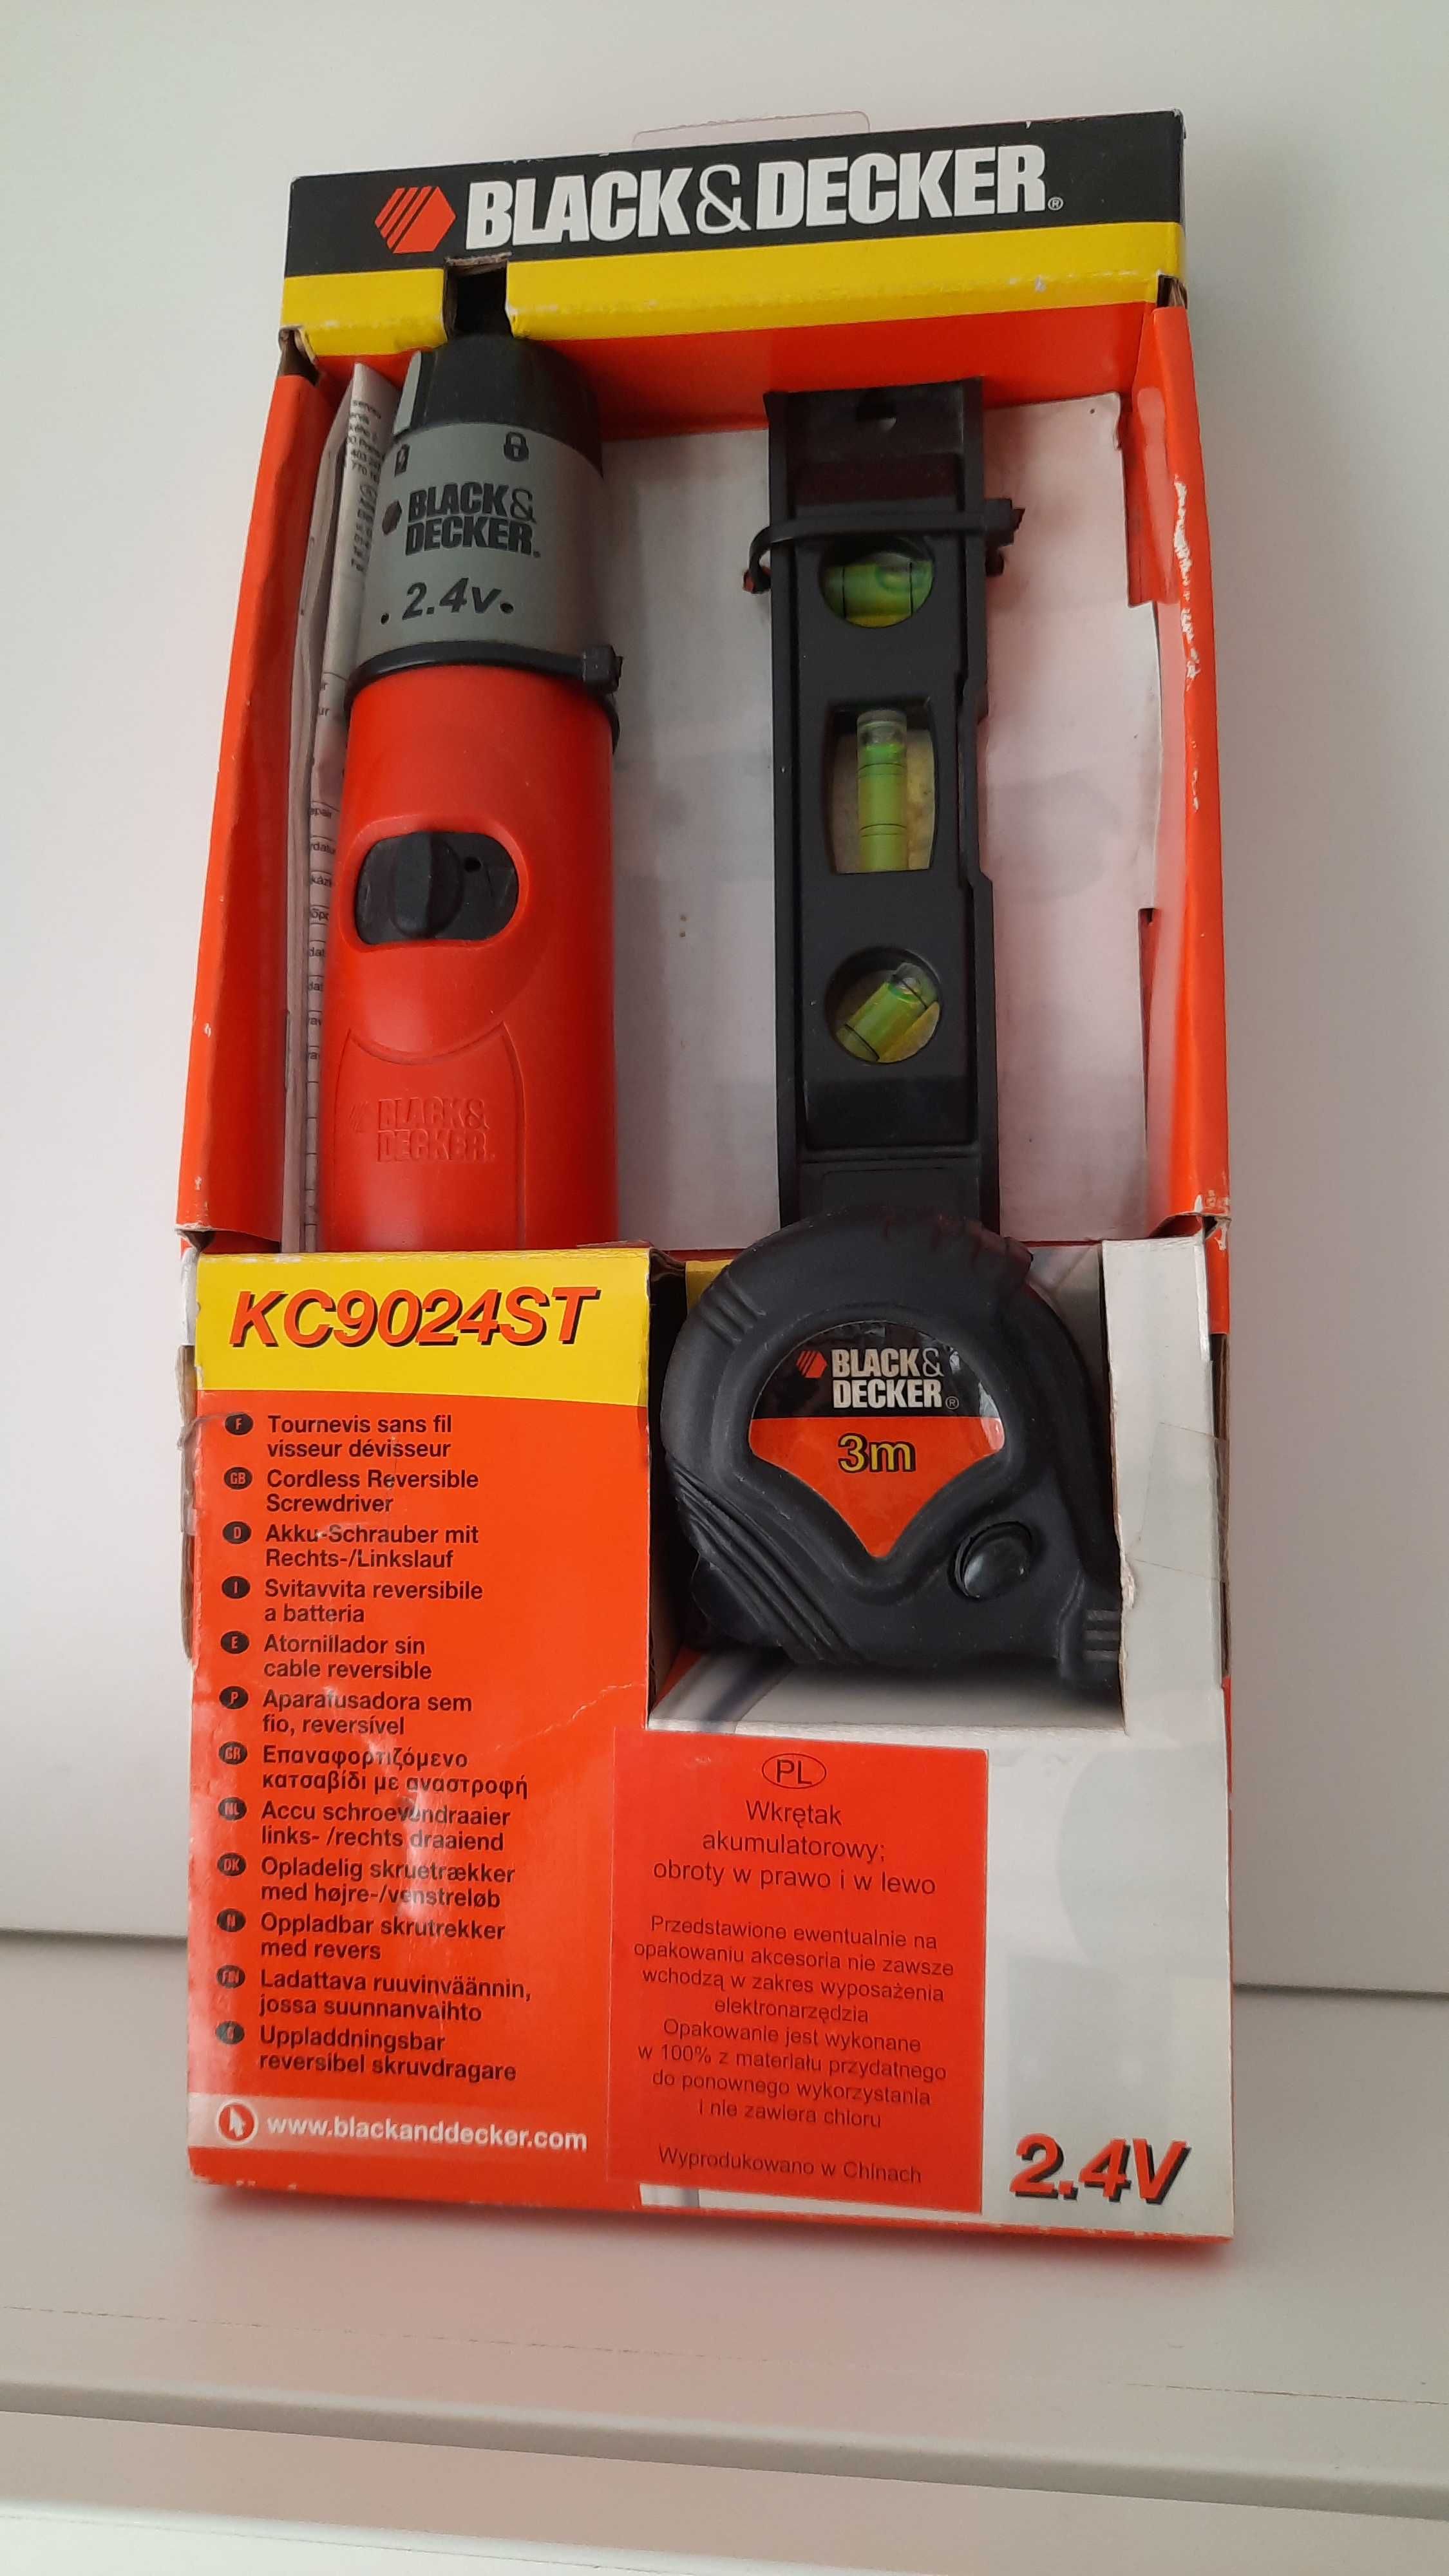 BLACK&DECKER®
BLACK&
DECKER.
2.4v
BLACK&
DECKER.
KC9024ST
BLACK&
DECKER®
3m
F Tournevis sans fil
visseur dévisseur
GB Cordless Reversible
Screwdriver
D Akku-Schrauber mit
Rechts-/Linkslauf
I Svitavvita reversibile
a batteria
E Atornillador sin
cable reversible
P Aparafusadora sem
fio, reversível
GR Επαναφορτιζόμενο
κατσαβίδι με αναστροφή
NL Accu schroevendraaier
links- /rechts draaiend
DK Opladelig skruetrækker
med højre-/venstreløb
N Oppladbar skrutrekker
med revers
FIN Ladattava ruuvinväännin,
jossa suunnanvaihto
Uppladdningsbar
reversibel skruvdragare
www.blackanddecker.com
PL
Wkrętak
akumulatorowy;
obroty w prawo i w lewo
Przedstawione ewentualnie na
opakowaniu akcesoria nie zawsze
wchodzą w zakres wyposażenia
elektronarzędzia
Opakowanie jest wykonane
w 100% z materiału przydatnego
do ponownego wykorzystania
i nie zawiera chloru
Wyprodukowano w Chinach
2.4V